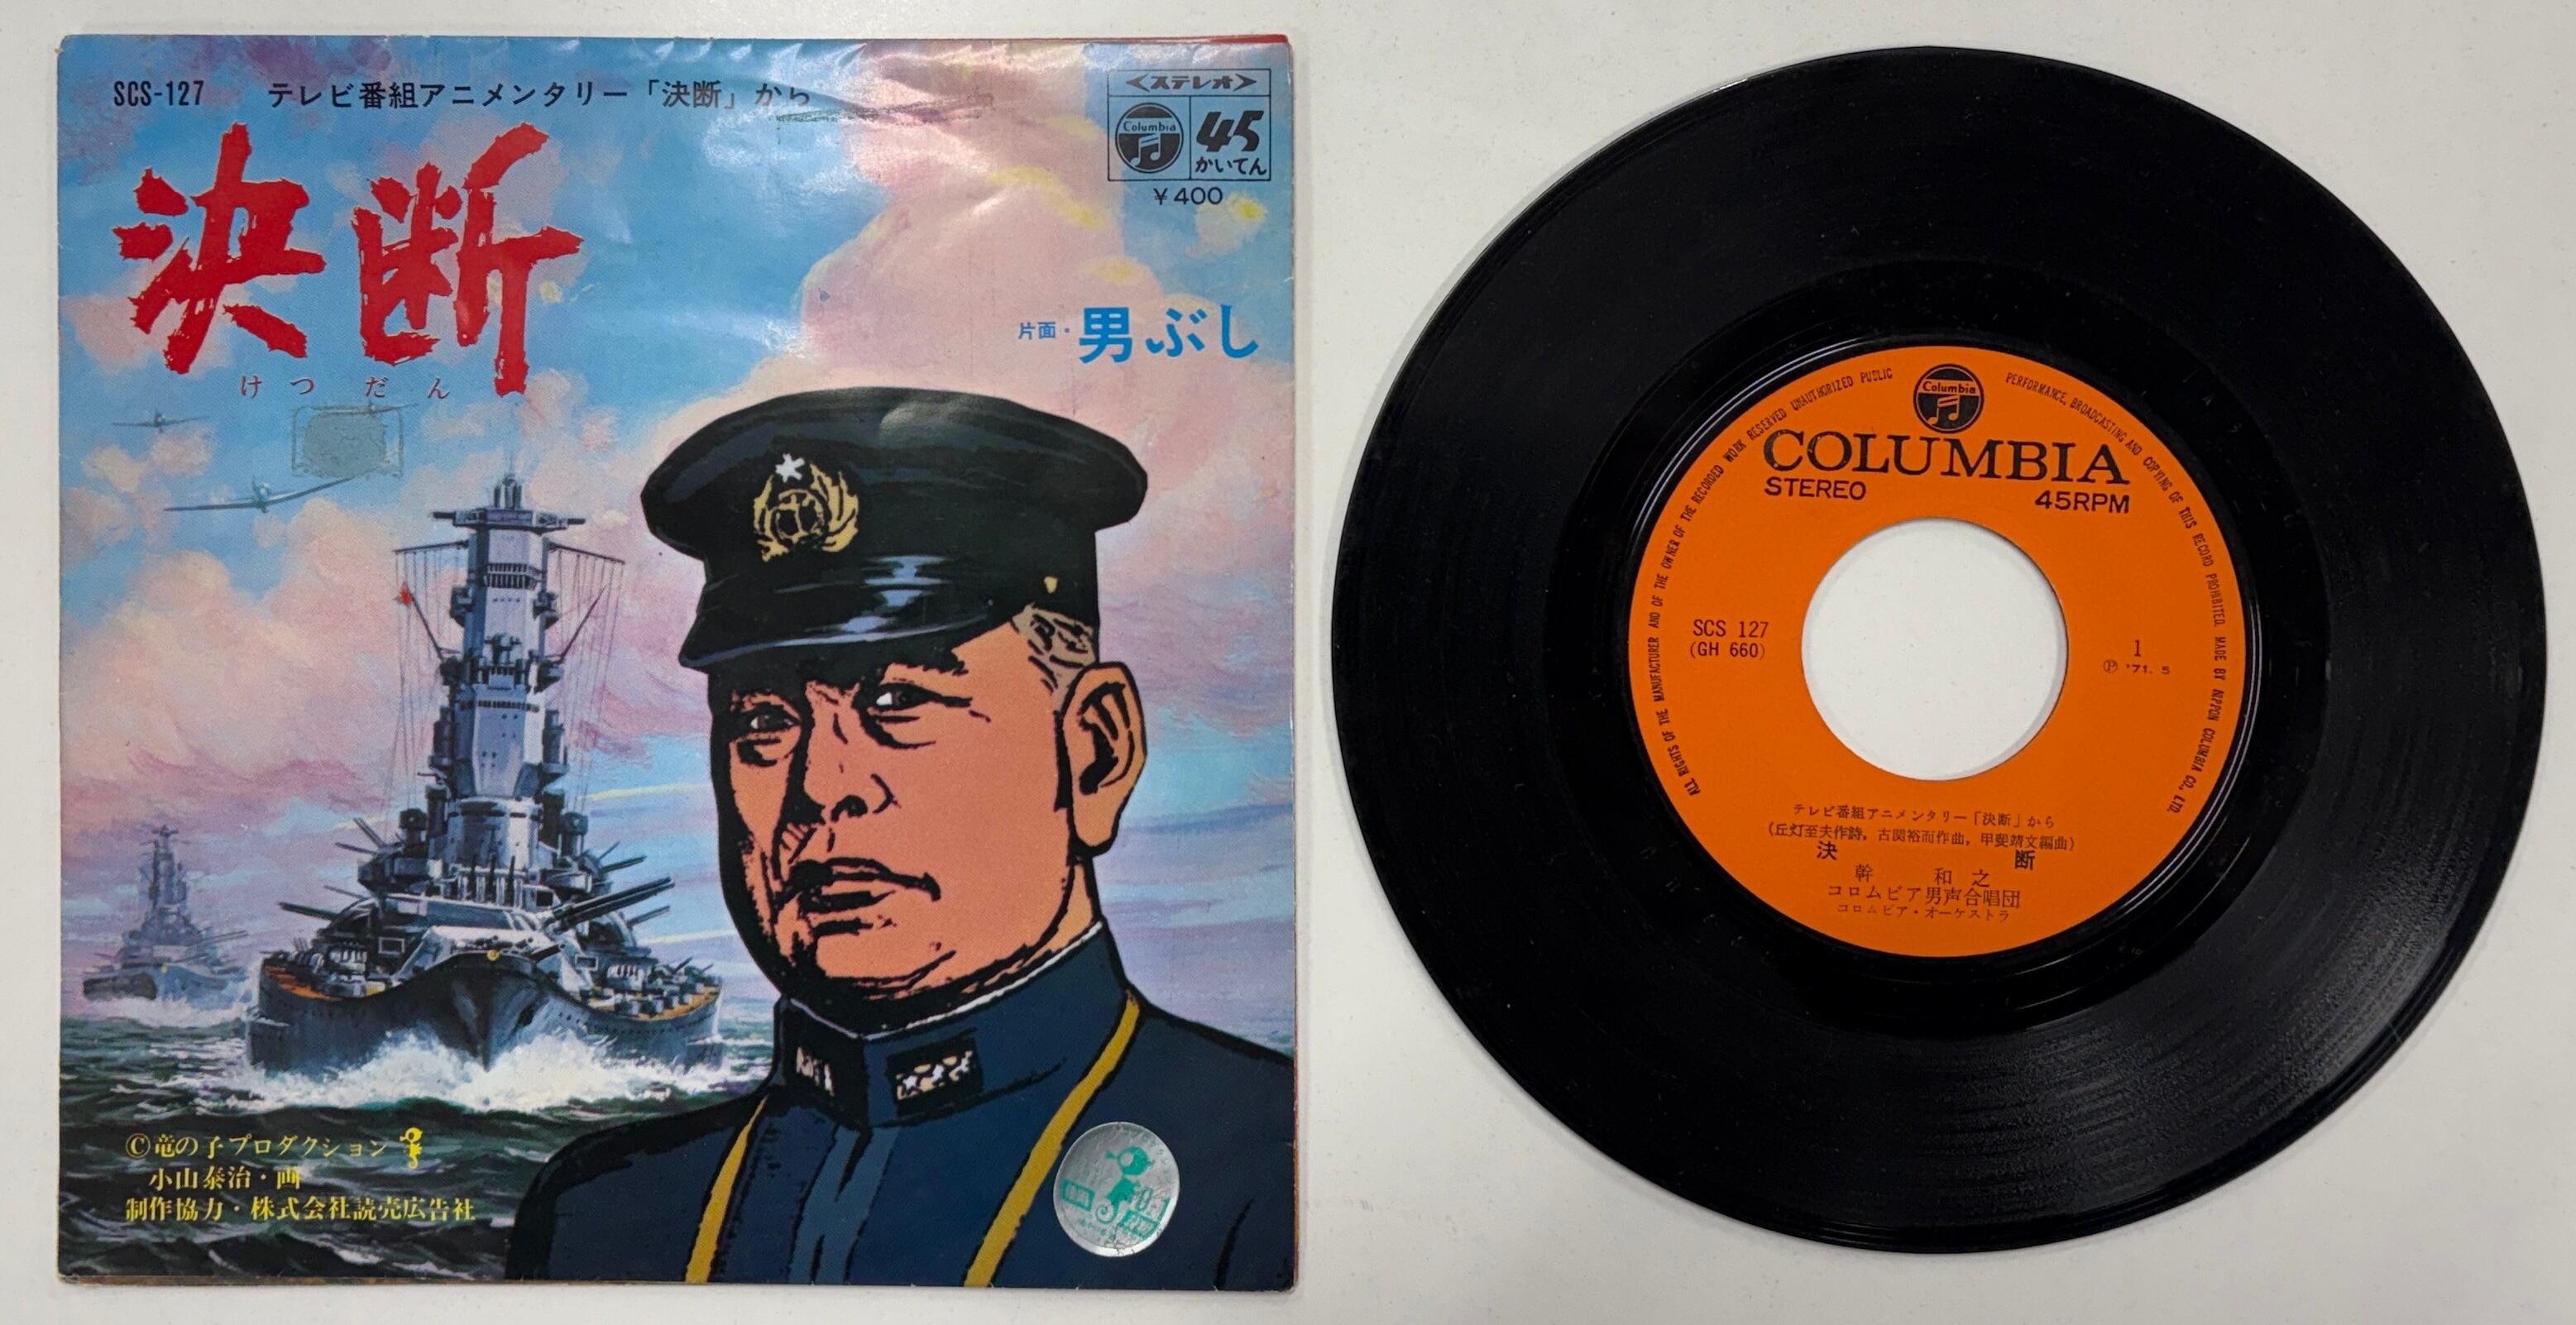 SCS-127 テレビ番組アニメンタリー「決断」から
<ステレオ>
Columbia
45
かいてん
¥400
決断
けつだん
片面・男ぶし
©竜の子プロダクション
小山泰治・画
制作協力・株式会社読売広告社
ALL RIGHTS OF THE MANUFACTURER AND OF THE OWNER OF THE RECORDED WORK RESERVED UNAUTHORIZED PUBLIC PERFORMANCE, BROADCASTING AND COPYING OF THIS RECORD PROHIBITED. MADE BY NIPPON COLUMBIA CO., LTD.
Columbia
COLUMBIA
STEREO 45RPM
SCS 127
(GH 660)
1
Ⓟ '71. 5
テレビ番組アニメンタリー「決断」から
(丘灯至夫作詩, 古関裕而作曲, 甲斐靖文編曲)
決断
幹和之
コロムビア男声合唱団
コロムビア・オーケストラ